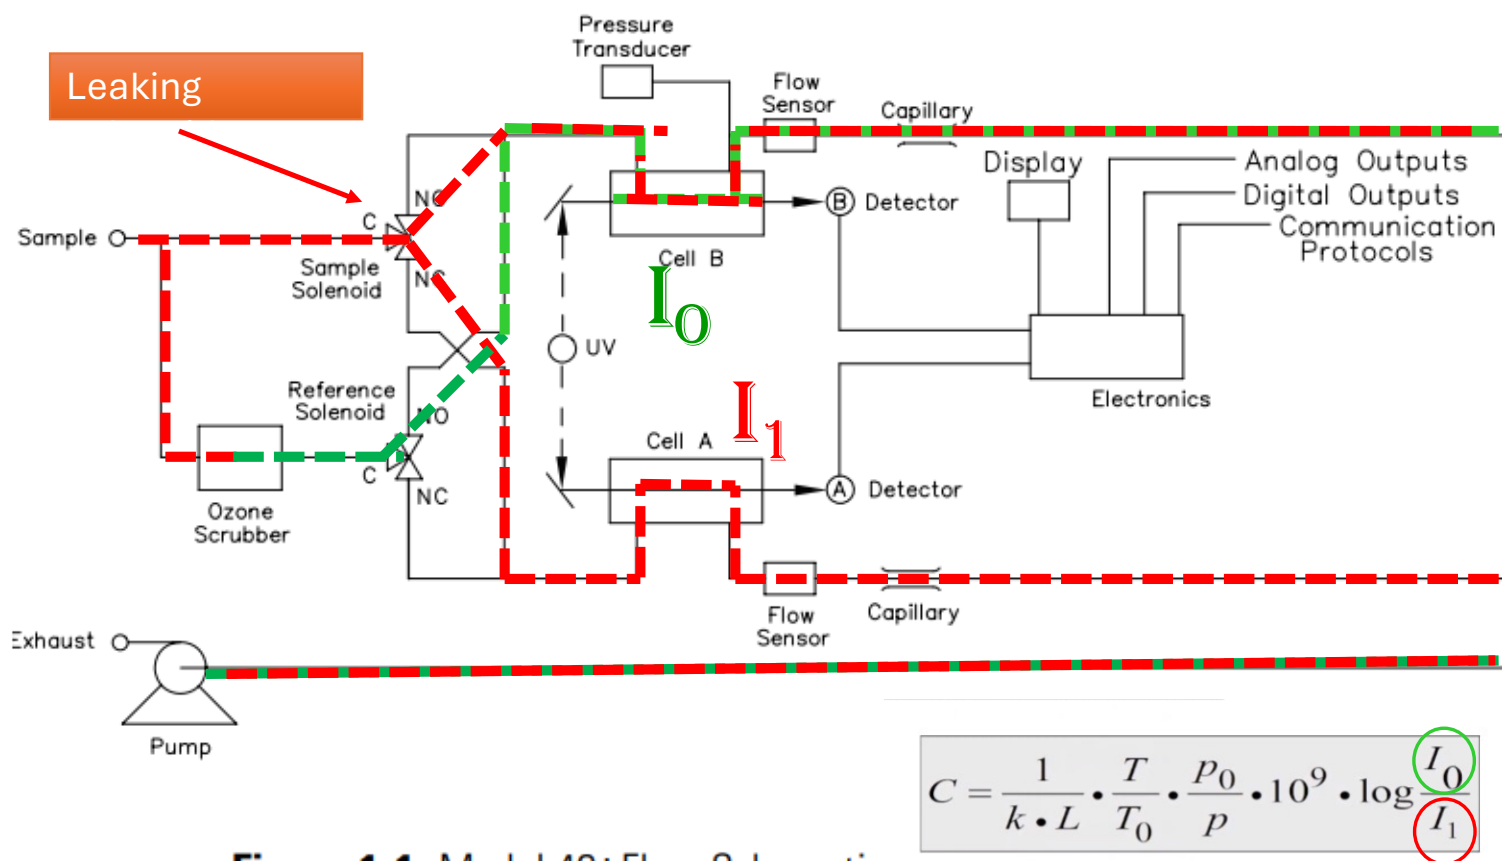 Pressure
Transducer
Leaking
Flow
Sensor
Capillary
Display
Analog Outputs
Digital Outputs
Communication
Protocols
C
Sample
Sample
Solenoid
B
Detector
Cell B
I0
UV
Reference
Solenoid
NO
C
NC
Ozone
Scrubber
I1
Cell A
A
Detector
Electronics
Flow
Sensor
Capillary
Exhaust
Pump
C = 1 / k • L • T / T0 • p0 / p • 10^9 • log I0 / I1